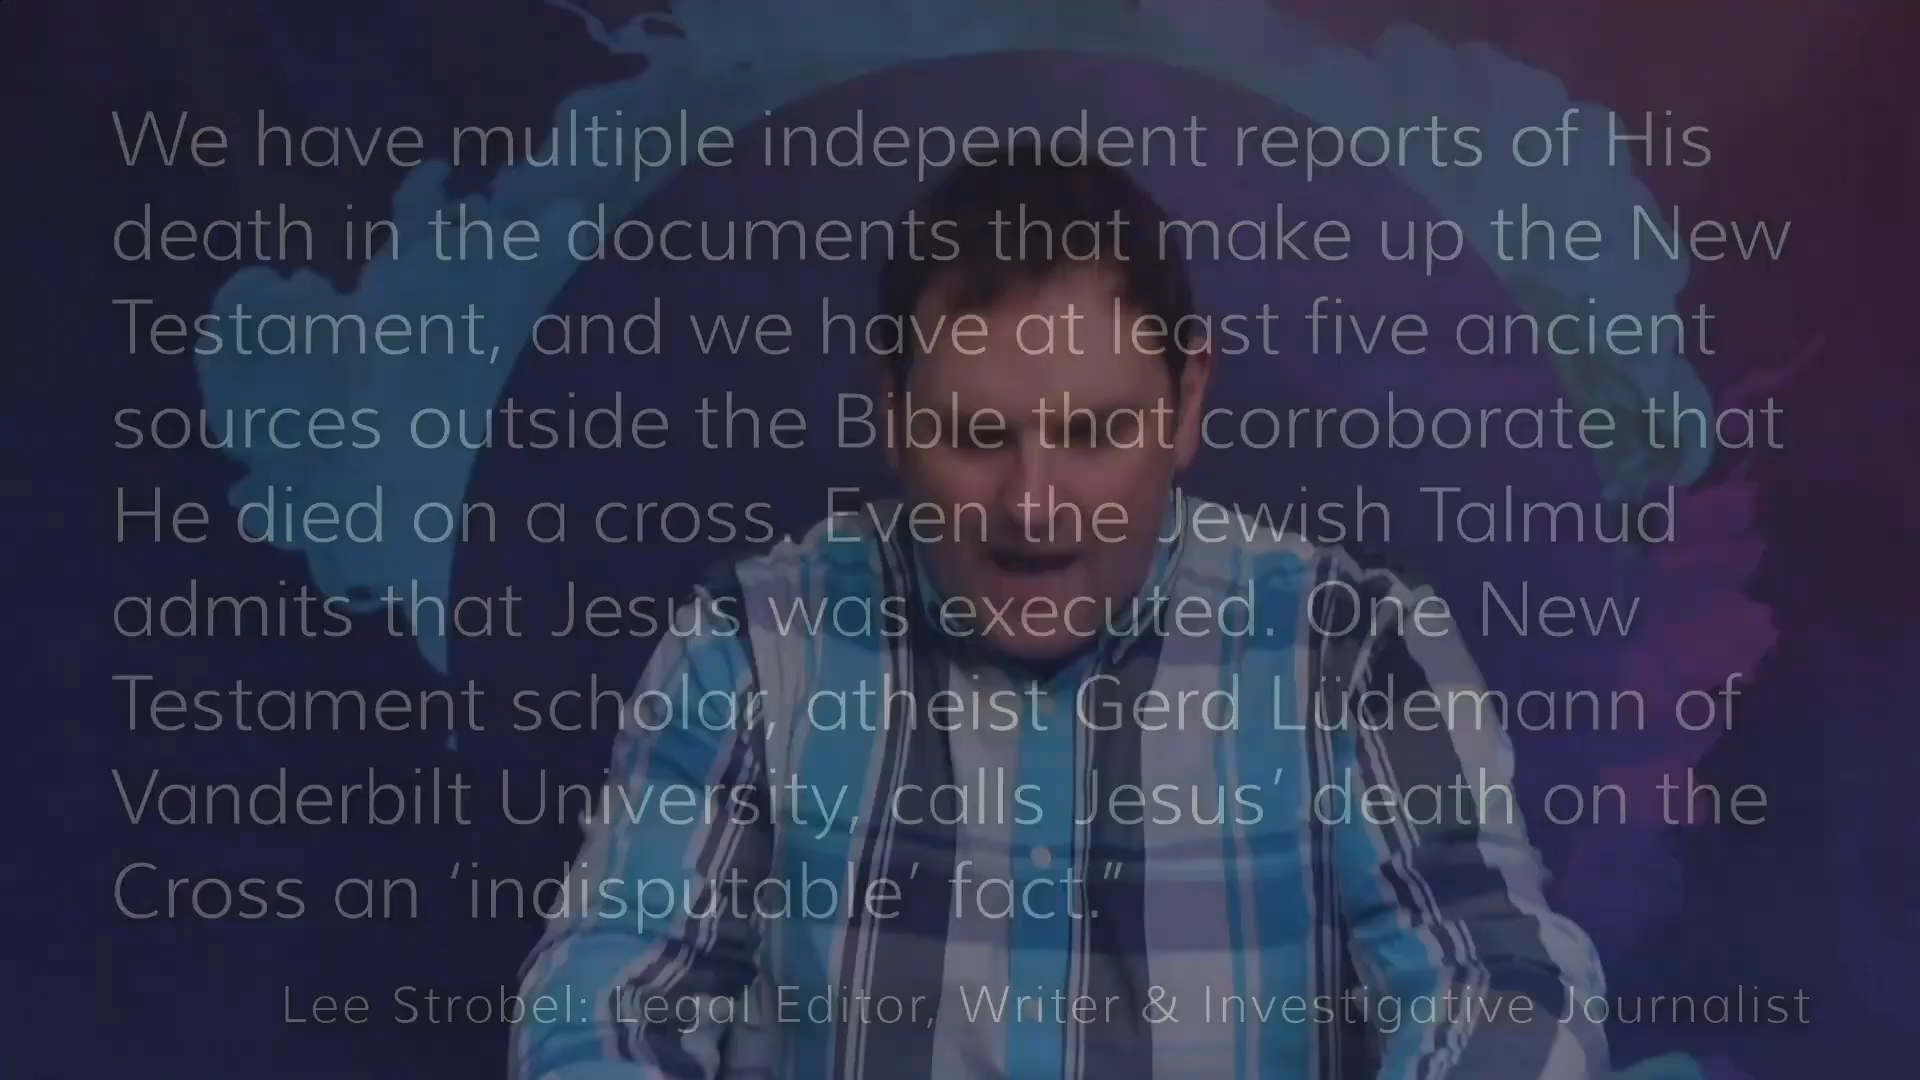 We have multiple independent reports of His
death in the documents that make up the New
Testament, and we have at least five ancient
sources outside the Bible that corroborate that
He died on a cross. Even the Jewish Talmud
admits that Jesus was executed. One New
Testament scholar, atheist Gerd Lüdemann of
Vanderbilt University, calls Jesus’ death on the
Cross an ‘indisputable’ fact.”
Lee Strobel: Legal Editor, Writer & Investigative Journalist